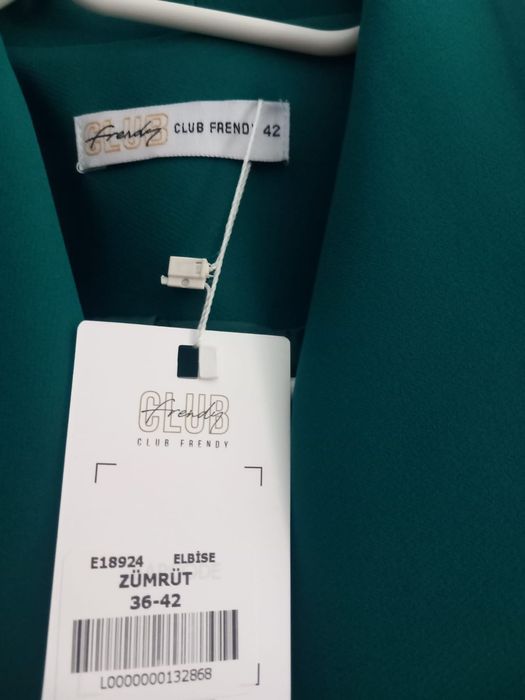 CLUB
Frendy
CLUB FRENDY 42
CLUB
Frendy
CLUB FRENDY
E18924 ELBİSE
ZÜMRÜT
36-42
L0000000132868